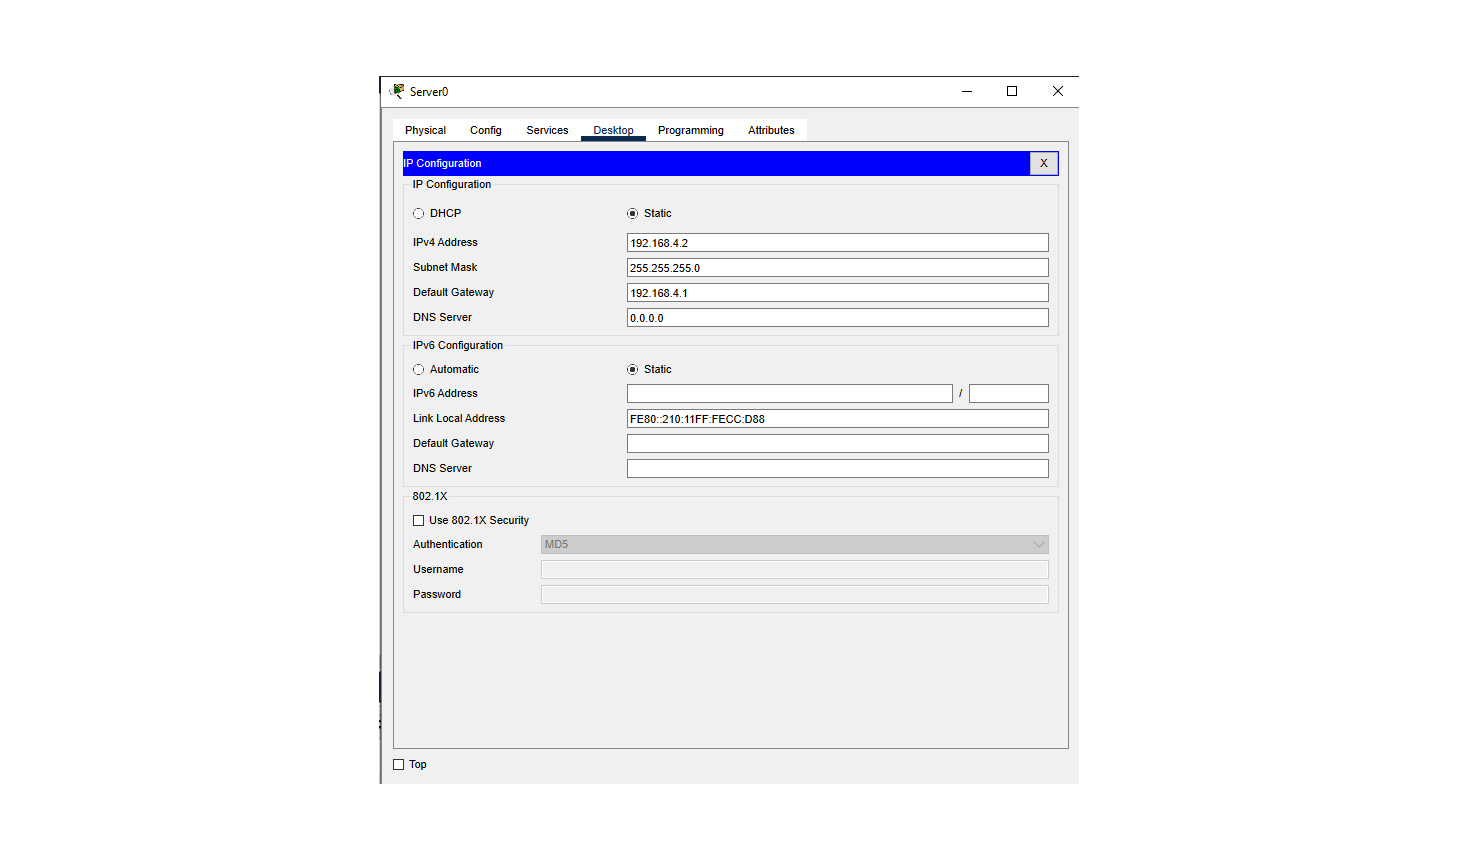 Server0
Physical Config Services Desktop Programming Attributes
IP Configuration X
IP Configuration
DHCP Static
IPv4 Address 192.168.4.2
Subnet Mask 255.255.255.0
Default Gateway 192.168.4.1
DNS Server 0.0.0.0
IPv6 Configuration
Automatic Static
IPv6 Address /
Link Local Address FE80::210:11FF:FECC:D88
Default Gateway
DNS Server
802.1X
Use 802.1X Security
Authentication MD5
Username
Password
Top